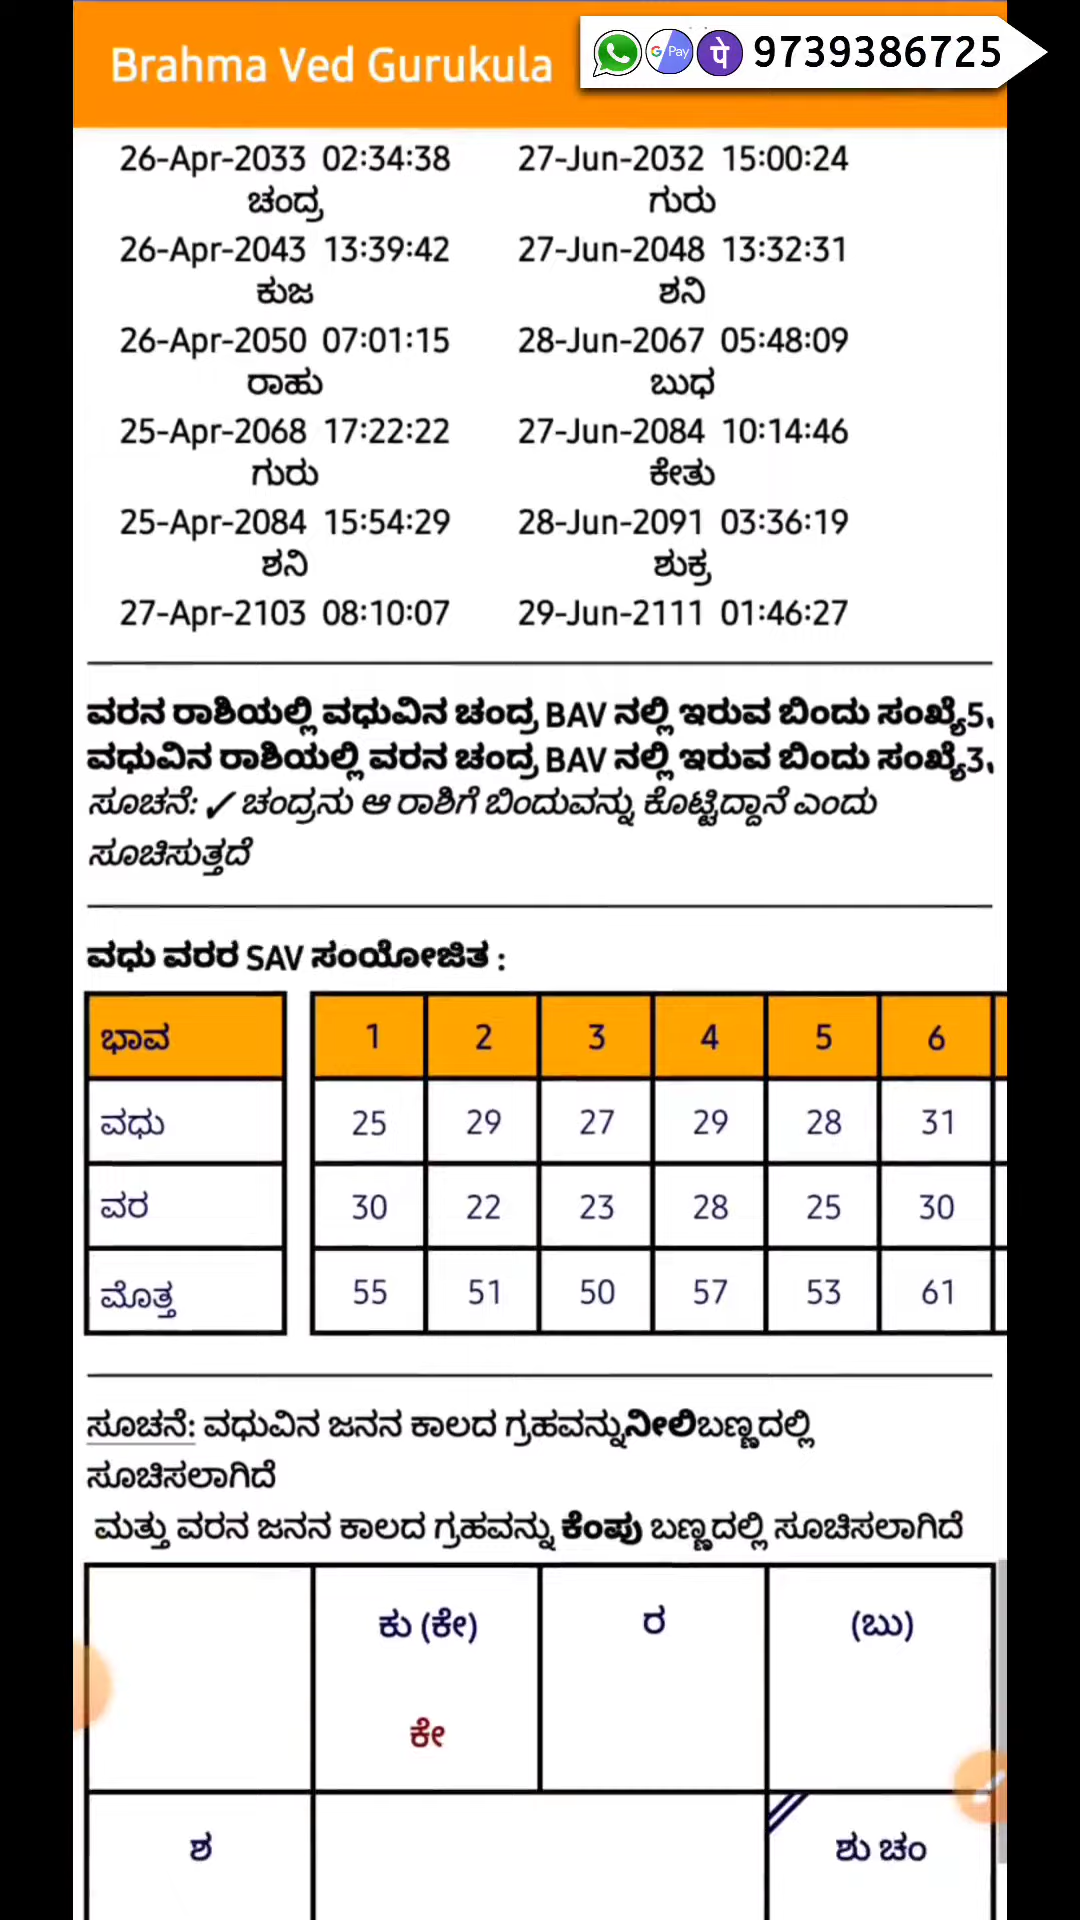 Brahma Ved Gurukula
9739386725
G Pay
पे
26-Apr-2033 02:34:38 27-Jun-2032 15:00:24
ಚಂದ್ರ ಗುರು
26-Apr-2043 13:39:42 27-Jun-2048 13:32:31
ಕುಜ ಶನಿ
26-Apr-2050 07:01:15 28-Jun-2067 05:48:09
ರಾಹು ಬುಧ
25-Apr-2068 17:22:22 27-Jun-2084 10:14:46
ಗುರು ಕೇತು
25-Apr-2084 15:54:29 28-Jun-2091 03:36:19
ಶನಿ ಶುಕ್ರ
27-Apr-2103 08:10:07 29-Jun-2111 01:46:27
ವರನ ರಾಶಿಯಲ್ಲಿ ವಧುವಿನ ಚಂದ್ರ BAV ನಲ್ಲಿ ಇರುವ ಬಿಂದು ಸಂಖ್ಯೆ5,
ವಧುವಿನ ರಾಶಿಯಲ್ಲಿ ವರನ ಚಂದ್ರ BAV ನಲ್ಲಿ ಇರುವ ಬಿಂದು ಸಂಖ್ಯೆ3,
ಸೂಚನೆ: ✓ ಚಂದ್ರನು ಆ ರಾಶಿಗೆ ಬಿಂದುವನ್ನು ಕೊಟ್ಟಿದ್ದಾನೆ ಎಂದು
ಸೂಚಿಸುತ್ತದೆ
ವಧು ವರರ SAV ಸಂಯೋಜಿತ :
ಭಾವ 1 2 3 4 5 6
ವಧು 25 29 27 29 28 31
ವರ 30 22 23 28 25 30
ಮೊತ್ತ 55 51 50 57 53 61
ಸೂಚನೆ: ವಧುವಿನ ಜನನ ಕಾಲದ ಗ್ರಹವನ್ನುನೀಲಿಬಣ್ಣದಲ್ಲಿ
ಸೂಚಿಸಲಾಗಿದೆ
ಮತ್ತು ವರನ ಜನನ ಕಾಲದ ಗ್ರಹವನ್ನು ಕೆಂಪು ಬಣ್ಣದಲ್ಲಿ ಸೂಚಿಸಲಾಗಿದೆ
ಕು (ಕೇ) ರ (ಬು)
ಕೇ
ಶ ಶು ಚಂ